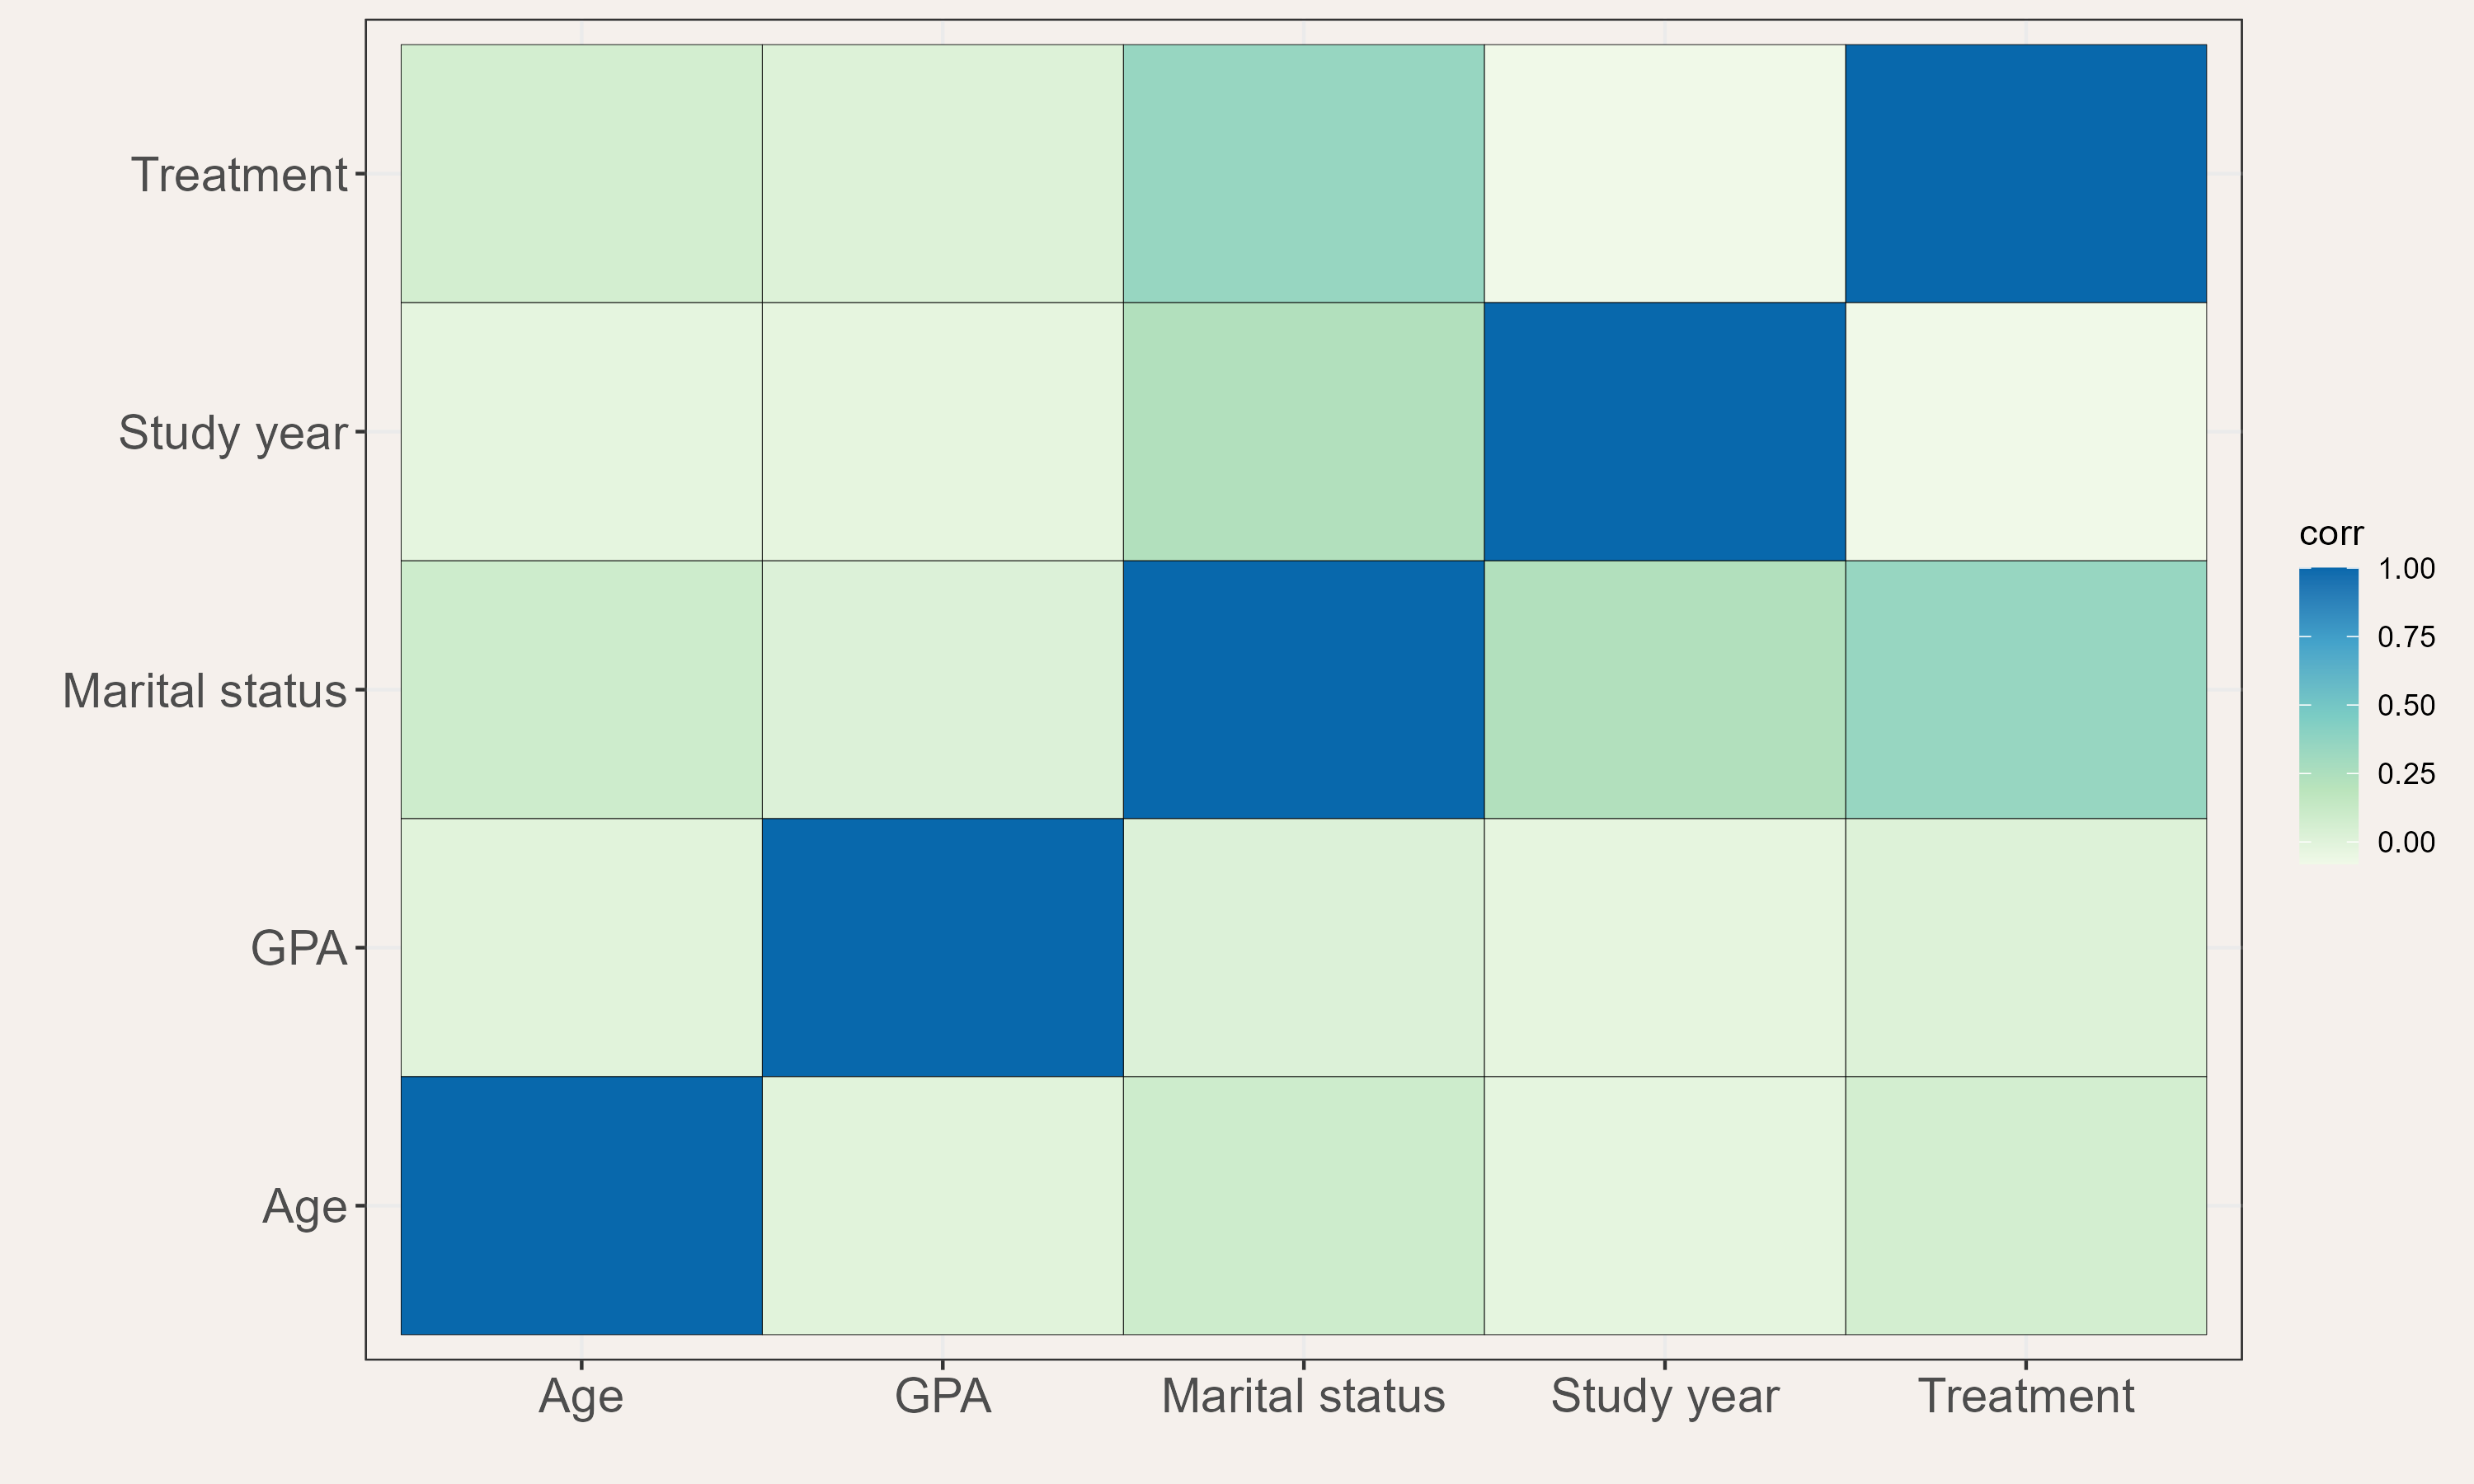 Treatment
Study year
Marital status
GPA
Age
Age GPA Marital status Study year Treatment
corr
1.00
0.75
0.50
0.25
0.00